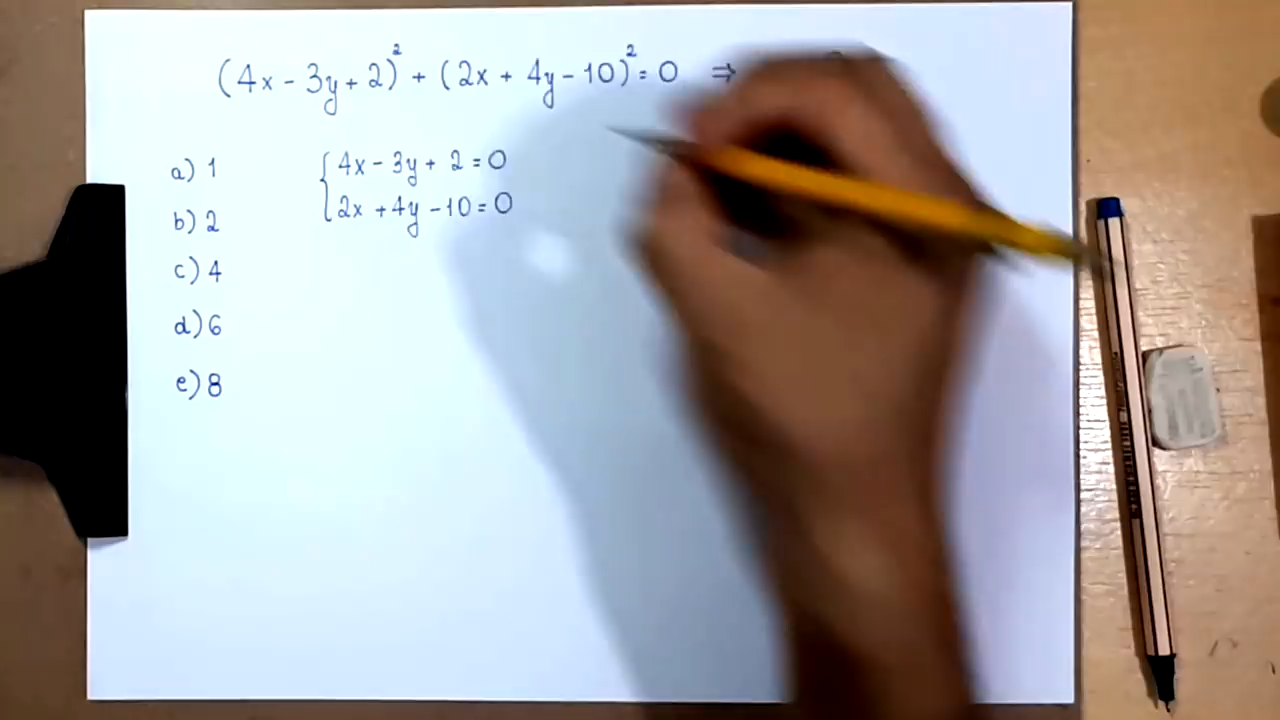 (4x - 3y + 2)² + (2x + 4y - 10)² = 0 ⇒
a) 1
b) 2
c) 4
d) 6
e) 8
{4x - 3y + 2 = 0
2x + 4y - 10 = 0